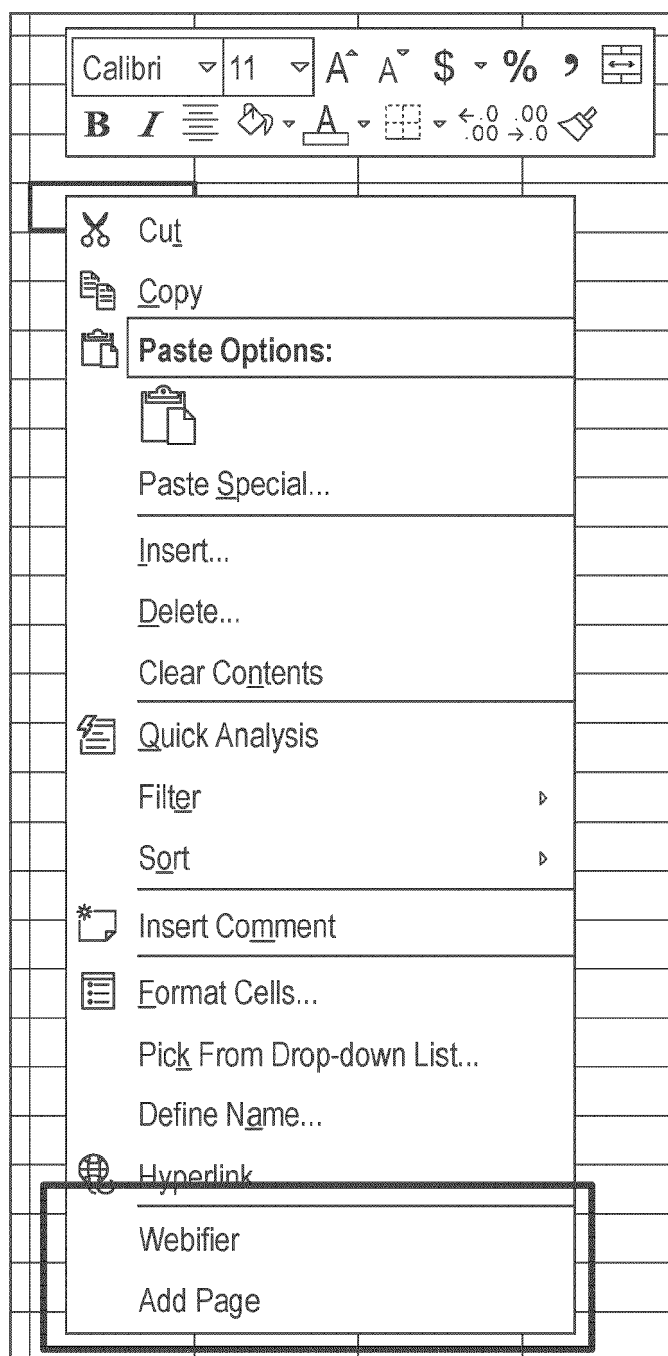 Calibri 11 A A $ % ,
B I A ←.0 .00 .00 →.0
Cut
Copy
Paste Options:
Paste Special...
Insert...
Delete...
Clear Contents
Quick Analysis
Filter
Sort
Insert Comment
Format Cells...
Pick From Drop-down List...
Define Name...
Hyperlink
Webifier
Add Page